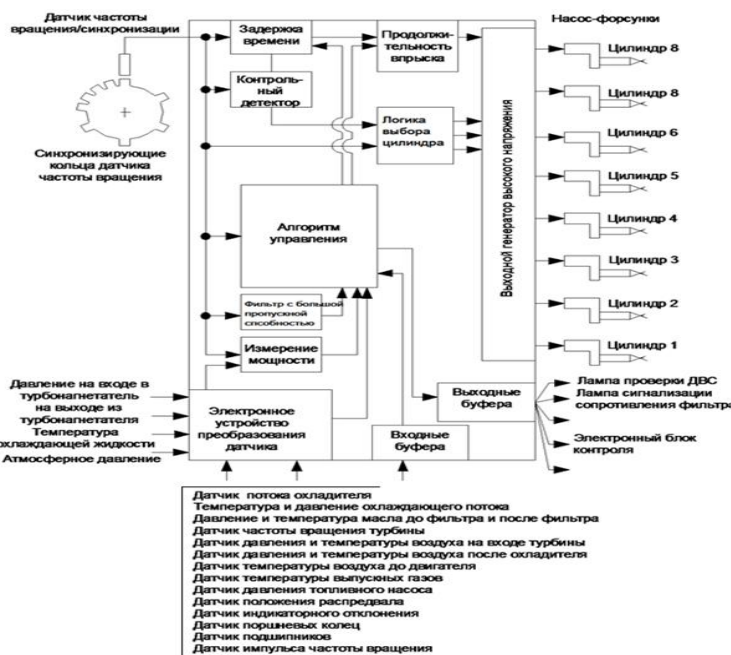 Датчик частоты
вращения/синхронизации
Синхронизирующие
кольца датчика
частоты вращения
Задержка
времени
Контроль-
ный
детектор
Продолжи-
тельность
впрыска
Логика
выбора
цилиндра
Алгоритм
управления
Фильтр с большой
пропускной
спсобностью
Измерение
мощности
Электронное
устройство
преобразования
датчика
Входные
буфера
Выходные
буфера
Выходной генератор высокого напряжения
Насос-форсунки
Цилиндр 8
Цилиндр 8
Цилиндр 6
Цилиндр 5
Цилиндр 4
Цилиндр 3
Цилиндр 2
Цилиндр 1
Лампа проверки ДВС
Лампа сигнализации
сопротивления фильтра
Электронный блок
контроля
Давление на входе в
турбонагнетатель
на выходе из
турбонагнетателя
Температура
охлаждающей жидкости
Атмосферное давление
Датчик потока охладителя
Температура и давление охлаждающего потока
Давление и температура масла до фильтра и после фильтра
Датчик частоты вращения турбины
Датчик давления и температуры воздуха на входе турбины
Датчик давления и температуры воздуха после охладителя
Датчик температуры воздуха до двигателя
Датчик температуры выпускных газов
Датчик давления топливного насоса
Датчик положения распредвала
Датчик индикаторного отклонения
Датчик поршневых колец
Датчик подшипников
Датчик импульса частоты вращения